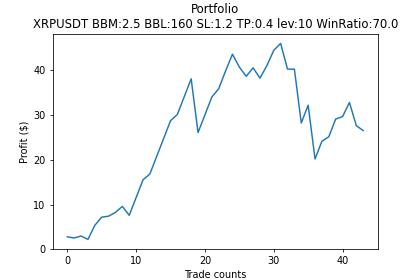 Portfolio
XRPUSDT BBM:2.5 BBL:160 SL:1.2 TP:0.4 lev:10 WinRatio:70.0
40
30
20
10
0
Profit ($)
0 10 20 30 40
Trade counts